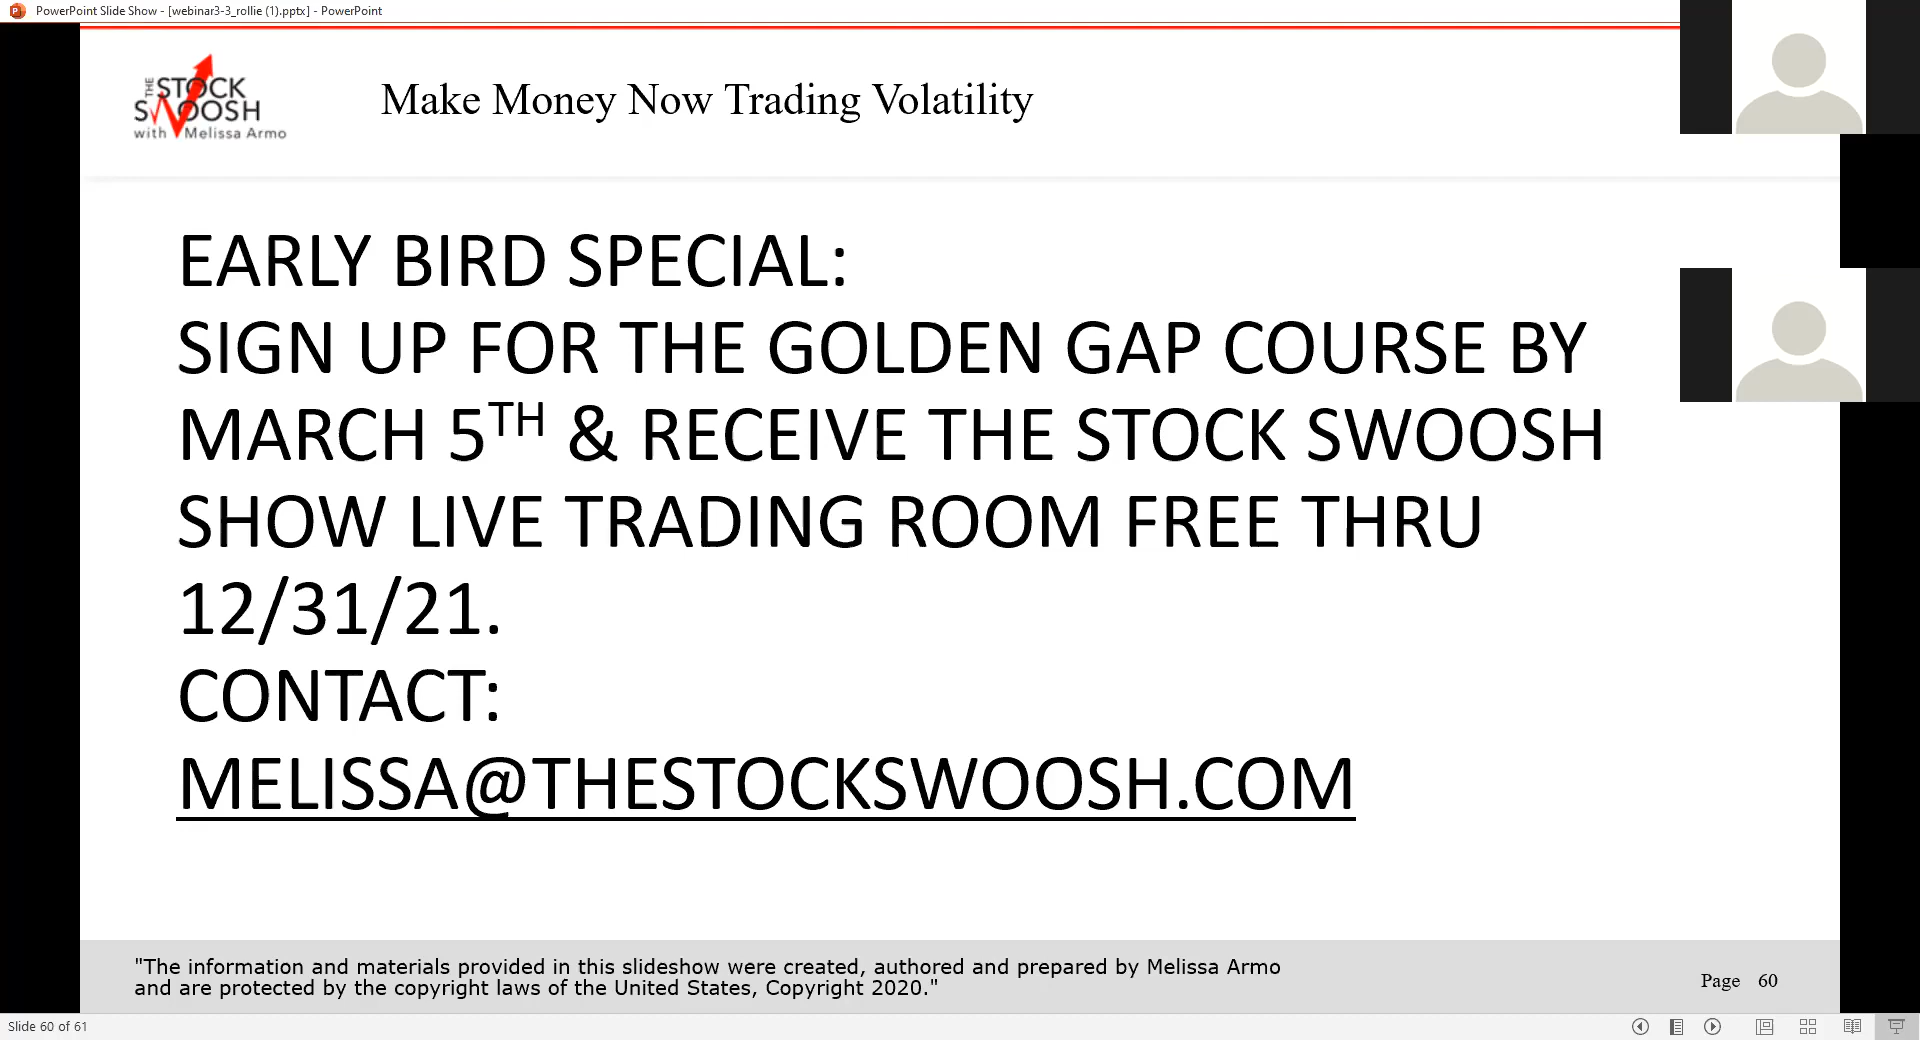 PowerPoint Slide Show - [webinar3-3_rollie (1).pptx] - PowerPoint
THE STOCK
SWOOSH
with Melissa Armo
Make Money Now Trading Volatility
EARLY BIRD SPECIAL:
SIGN UP FOR THE GOLDEN GAP COURSE BY
MARCH 5TH & RECEIVE THE STOCK SWOOSH
SHOW LIVE TRADING ROOM FREE THRU
12/31/21.
CONTACT:
MELISSA@THESTOCKSWOOSH.COM
"The information and materials provided in this slideshow were created, authored and prepared by Melissa Armo
and are protected by the copyright laws of the United States, Copyright 2020."
Page 60
Slide 60 of 61